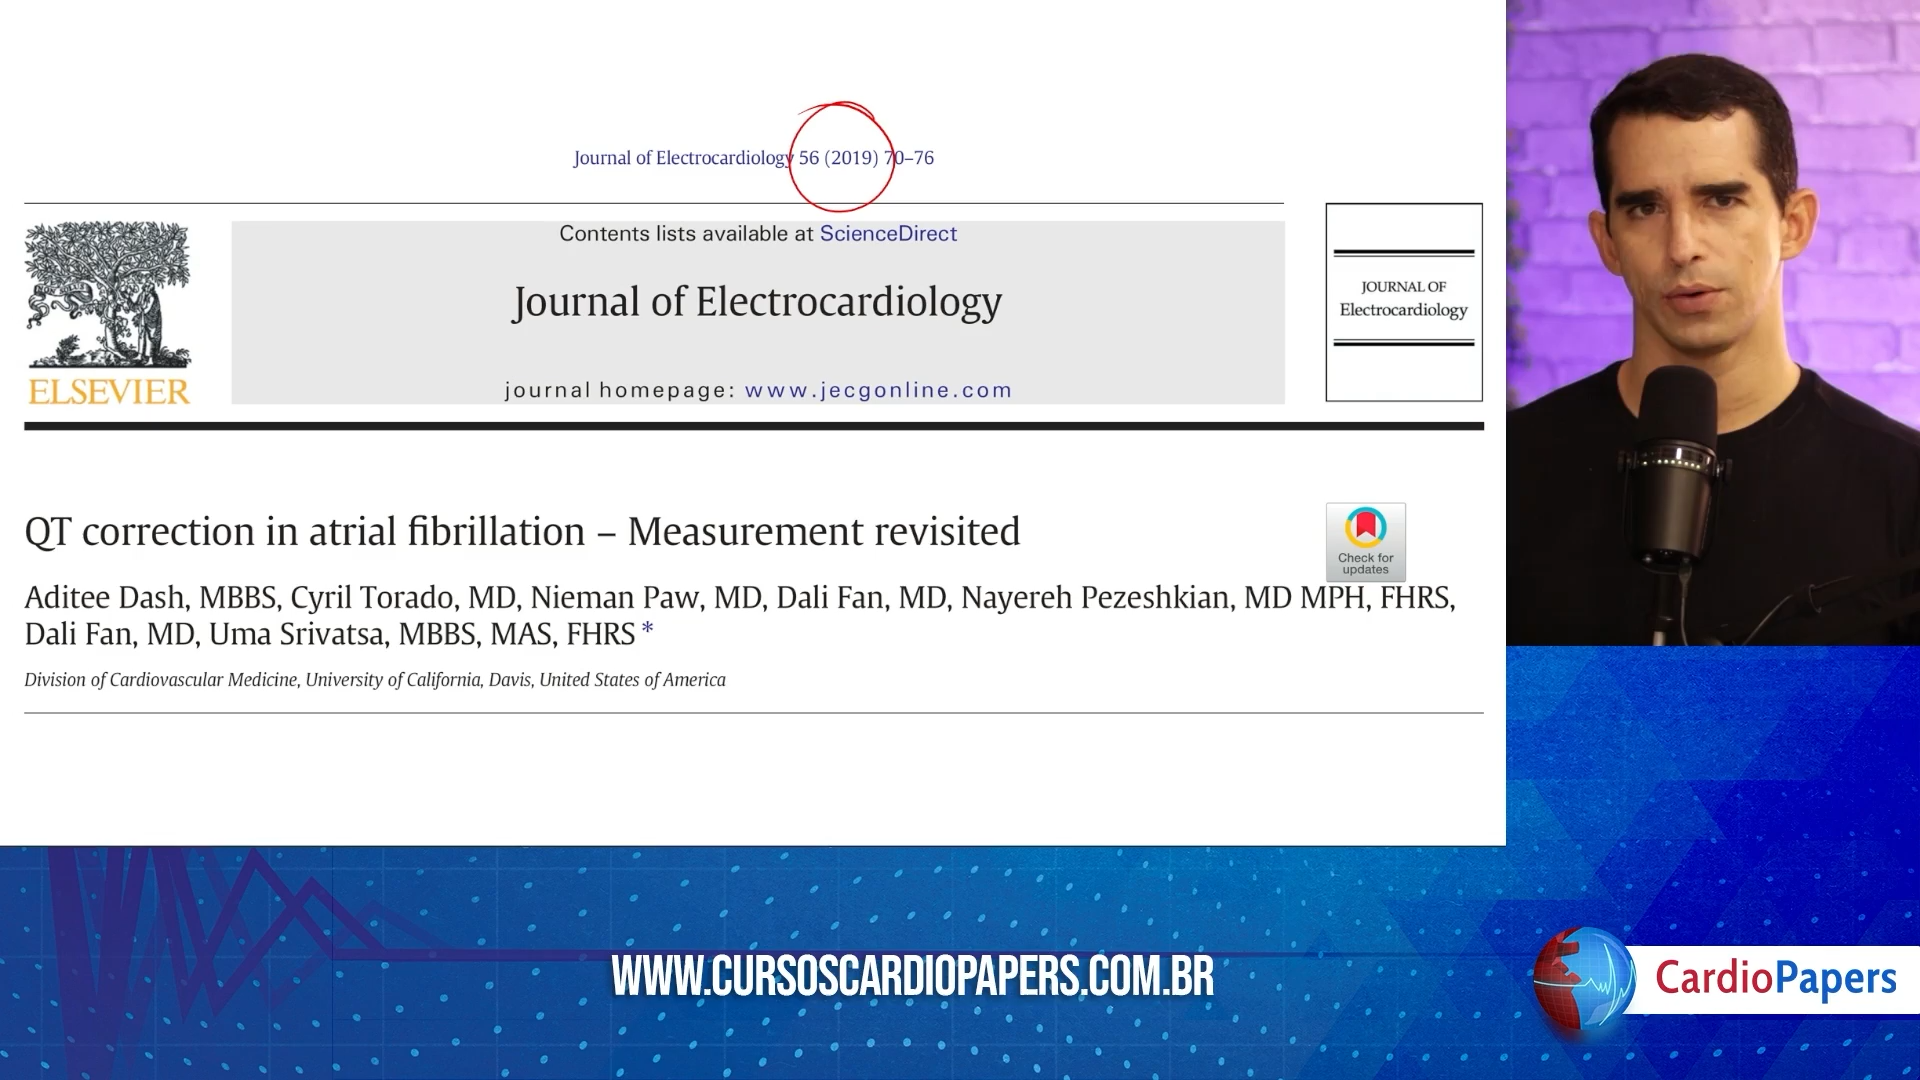 Journal of Electrocardiology 56 (2019) 70–76
Contents lists available at ScienceDirect
Journal of Electrocardiology
journal homepage: www.jecgonline.com
ELSEVIER
JOURNAL OF
Electrocardiology
QT correction in atrial fibrillation – Measurement revisited
Check for
updates
Aditee Dash, MBBS, Cyril Torado, MD, Nieman Paw, MD, Dali Fan, MD, Nayereh Pezeshkian, MD MPH, FHRS,
Dali Fan, MD, Uma Srivatsa, MBBS, MAS, FHRS *
Division of Cardiovascular Medicine, University of California, Davis, United States of America
WWW.CURSOSCARDIOPAPERS.COM.BR
CardioPapers